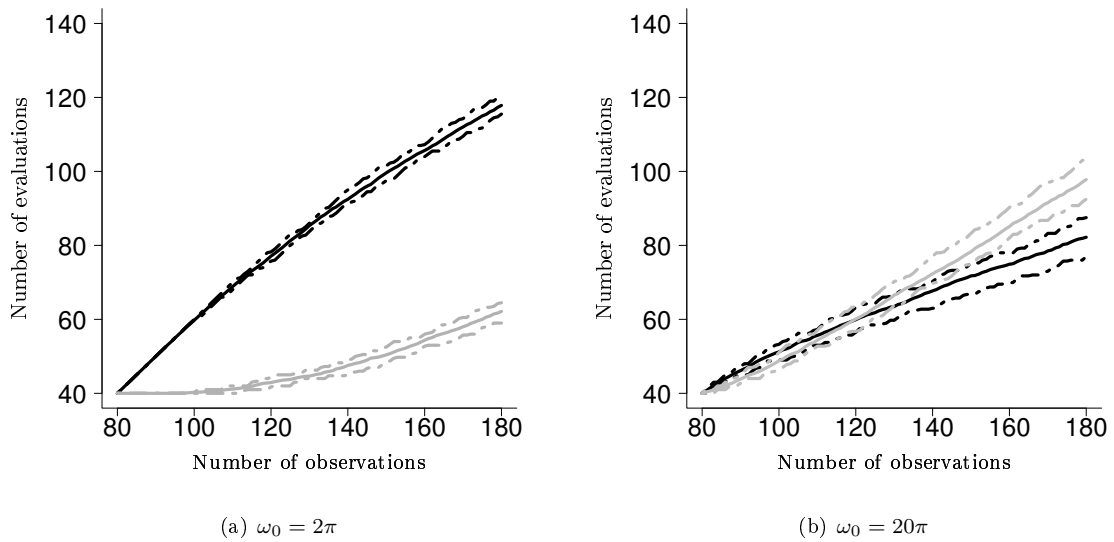 140
120
100
80
60
40
80 100 120 140 160 180
Number of evaluations
Number of observations
(a) ω₀ = 2π
140
120
100
80
60
40
80 100 120 140 160 180
Number of evaluations
Number of observations
(b) ω₀ = 20π